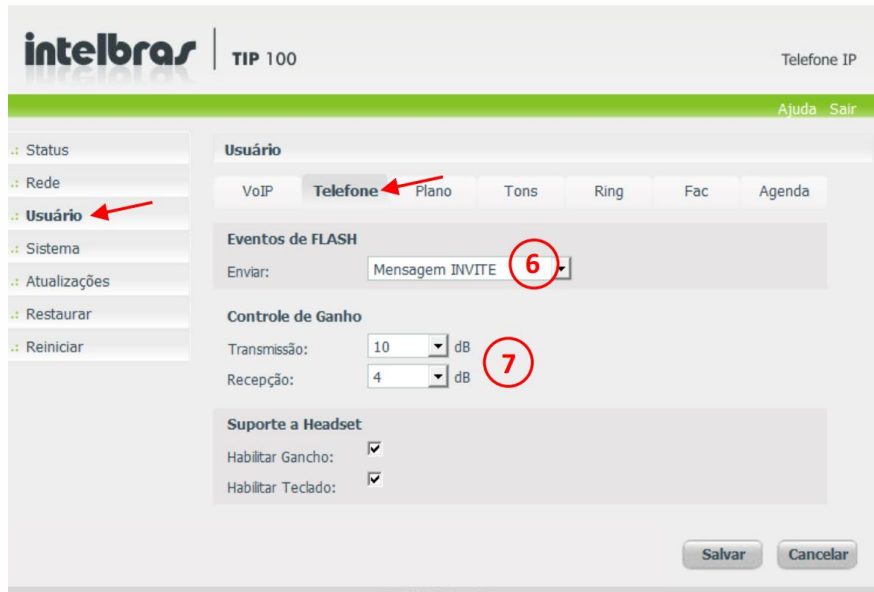 intelbras TIP 100
Telefone IP
Ajuda Sair
.: Status
.: Rede
.: Usuário
.: Sistema
.: Atualizações
.: Restaurar
.: Reiniciar
Usuário
VoIP Telefone Plano Tons Ring Fac Agenda
Eventos de FLASH
Enviar: Mensagem INVITE 6
Controle de Ganho
Transmissão: 10 dB
7
Recepção: 4 dB
Suporte a Headset
Habilitar Gancho:
Habilitar Teclado:
Salvar Cancelar